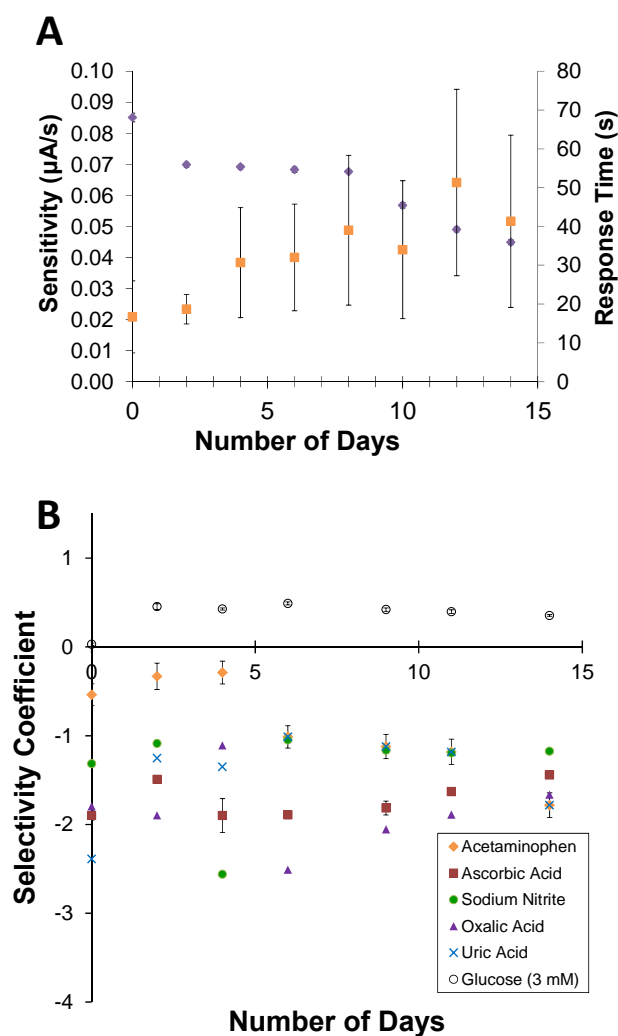 A
0.10
0.09
0.08
0.07
0.06
0.05
0.04
0.03
0.02
0.01
0.00
Sensitivity (µA/s)
80
70
60
50
40
30
20
10
0
Response Time (s)
0 5 10 15
Number of Days
B
1
0
-1
-2
-3
-4
Selectivity Coefficient
0 5 10 15
Acetaminophen
Ascorbic Acid
Sodium Nitrite
Oxalic Acid
Uric Acid
Glucose (3 mM)
Number of Days